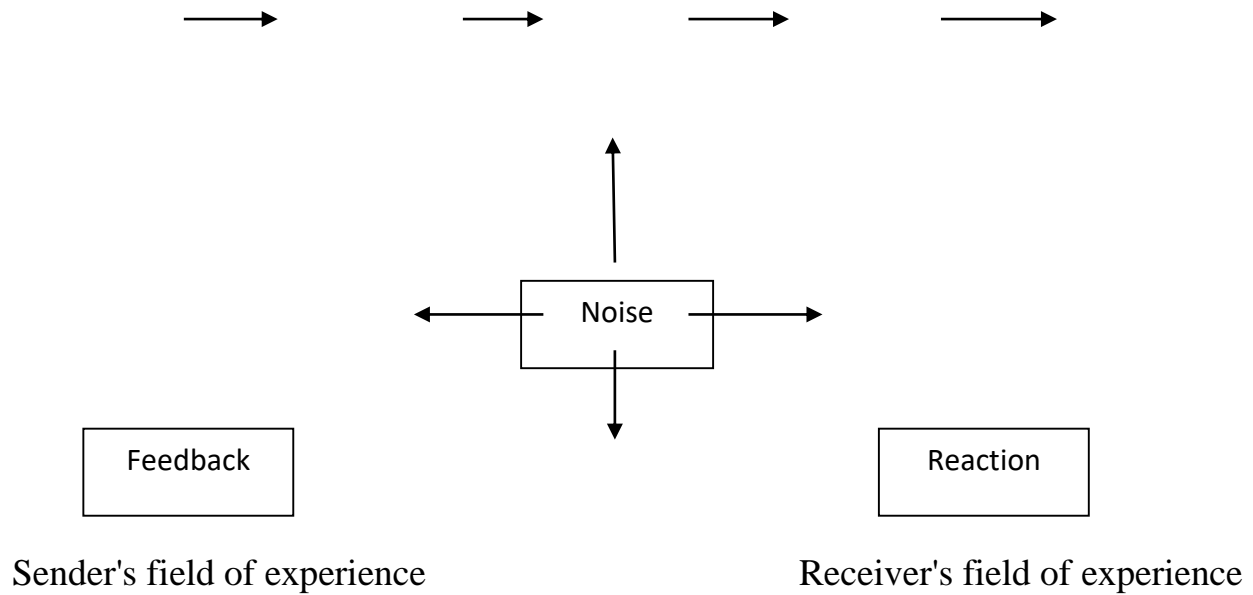 Noise
Feedback
Reaction
Sender's field of experience
Receiver's field of experience